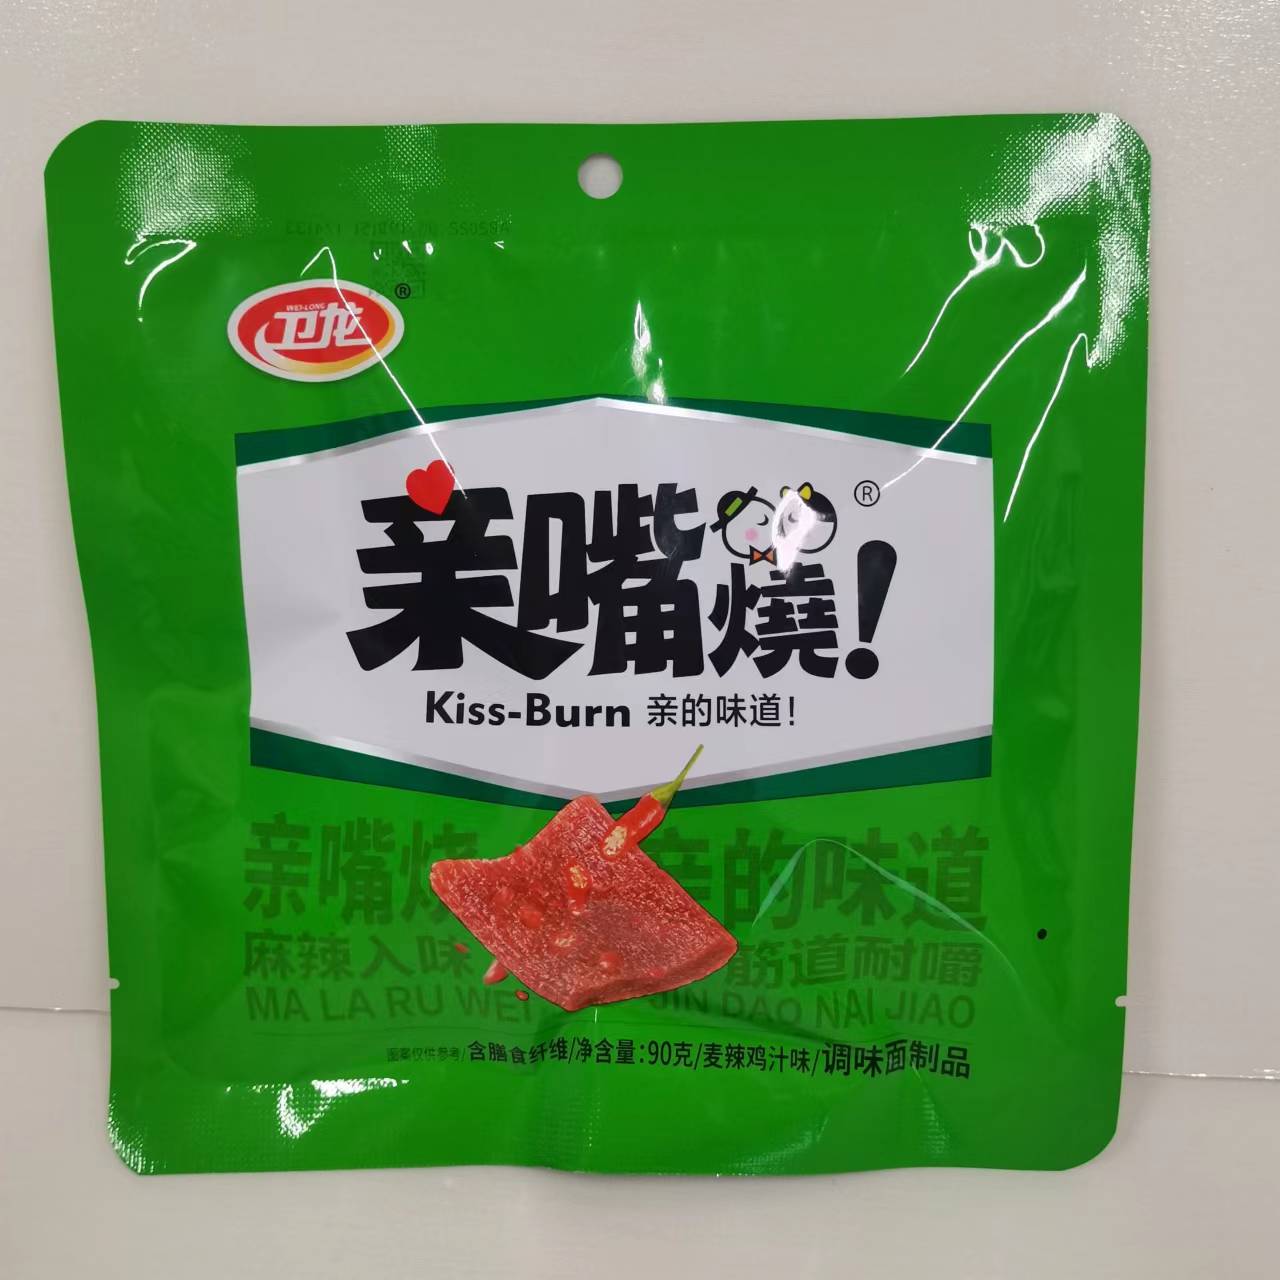 WEI-LONG
卫龙®
亲嘴燒!®
Kiss-Burn 亲的味道!
亲嘴烧 亲的味道
麻辣入味 筋道耐嚼
MA LA RU WEI JIN DAO NAI JIAO
图案仅供参考/含膳食纤维/净含量:90克/麦辣鸡汁味/调味面制品